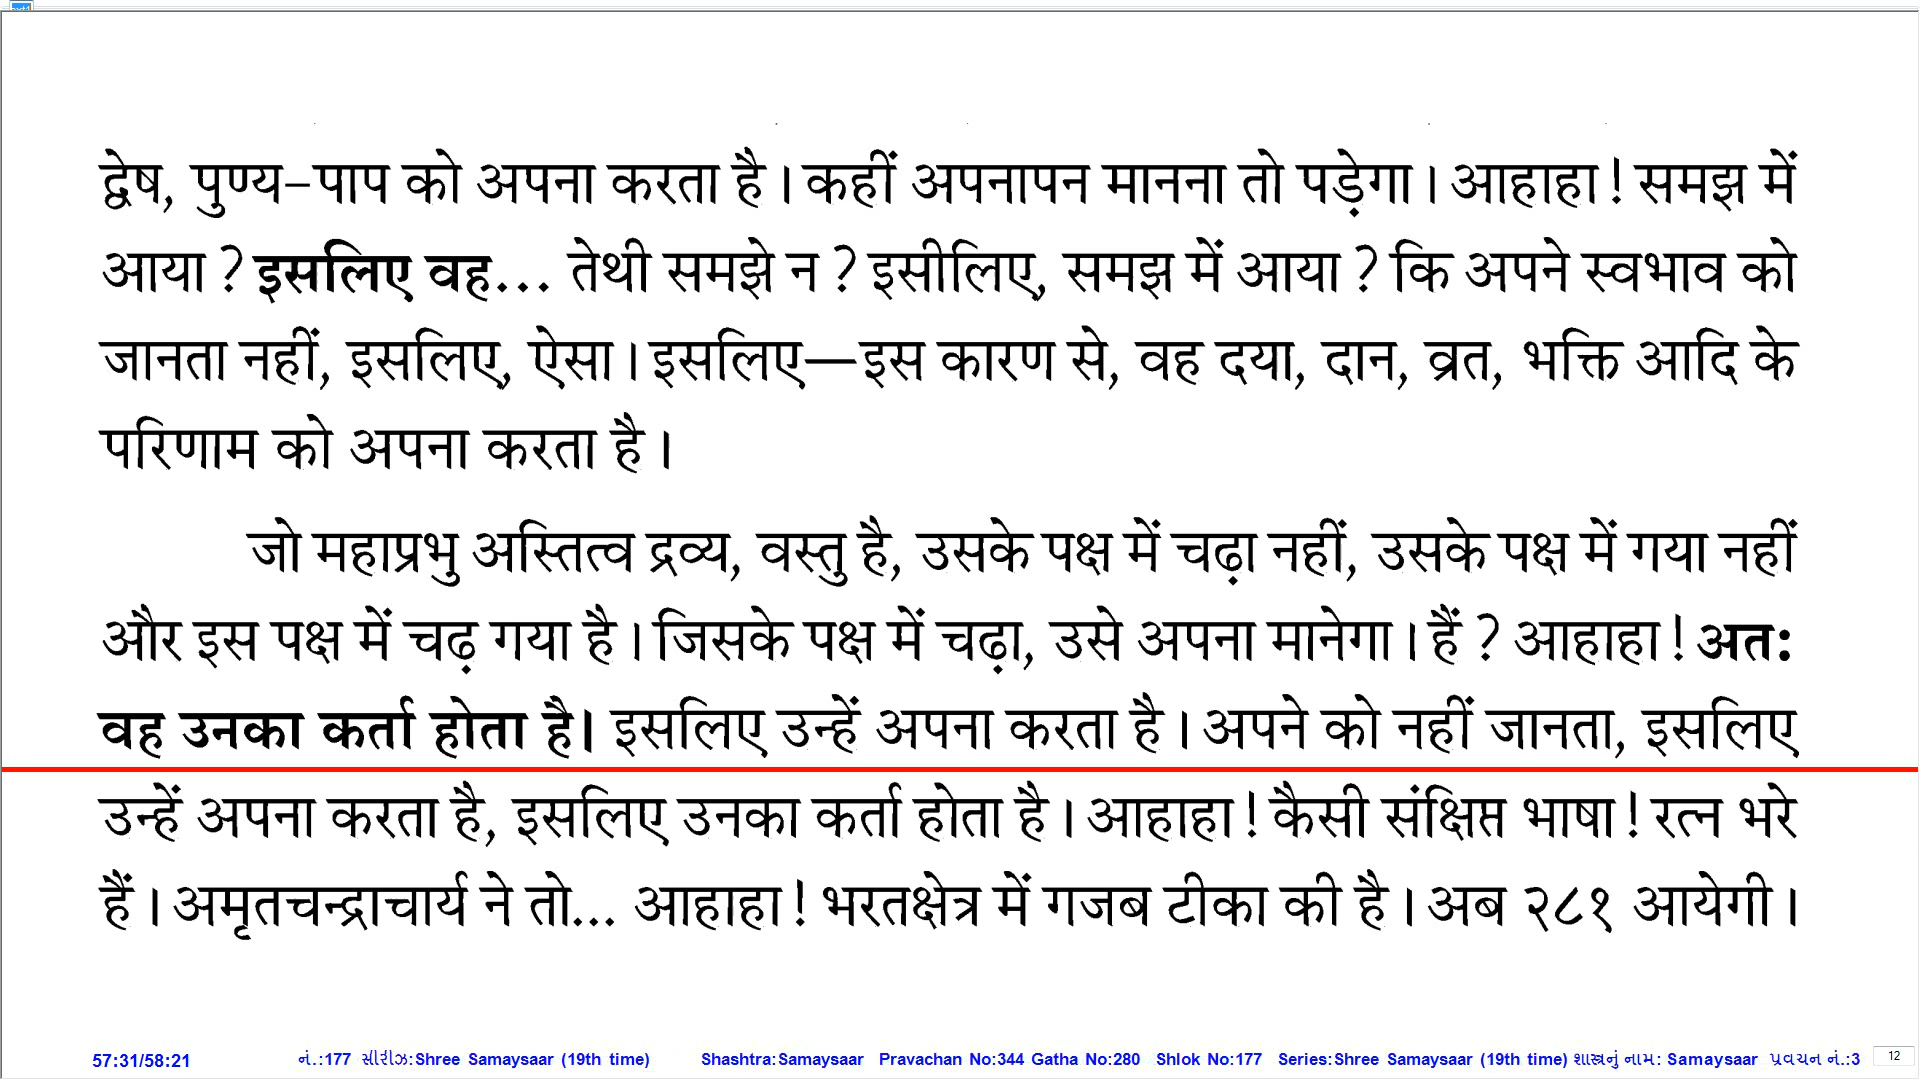 द्वेष, पुण्य-पाप को अपना करता है। कहीं अपनापन मानना तो पड़ेगा। आहाहा! समझ में
आया? इसलिए वह... तेथी समझे न? इसीलिए, समझ में आया? कि अपने स्वभाव को
जानता नहीं, इसलिए, ऐसा। इसलिए—इस कारण से, वह दया, दान, व्रत, भक्ति आदि के
परिणाम को अपना करता है।
जो महाप्रभु अस्तित्व द्रव्य, वस्तु है, उसके पक्ष में चढ़ा नहीं, उसके पक्ष में गया नहीं
और इस पक्ष में चढ़ गया है। जिसके पक्ष में चढ़ा, उसे अपना मानेगा। हैं? आहाहा! अतः
वह उनका कर्ता होता है। इसलिए उन्हें अपना करता है। अपने को नहीं जानता, इसलिए
उन्हें अपना करता है, इसलिए उनका कर्ता होता है। आहाहा! कैसी संक्षिप्त भाषा! रत्न भरे
हैं। अमृतचन्द्राचार्य ने तो... आहाहा! भरतक्षेत्र में गजब टीका की है। अब २८१ आयेगी।
57:31/58:21 નં.:177 સીરીઝ:Shree Samaysaar (19th time) Shashtra:Samaysaar Pravachan No:344 Gatha No:280 Shlok No:177 Series:Shree Samaysaar (19th time) શાસ્ત્રનું નામ: Samaysaar પ્રવચન નં.:3 12